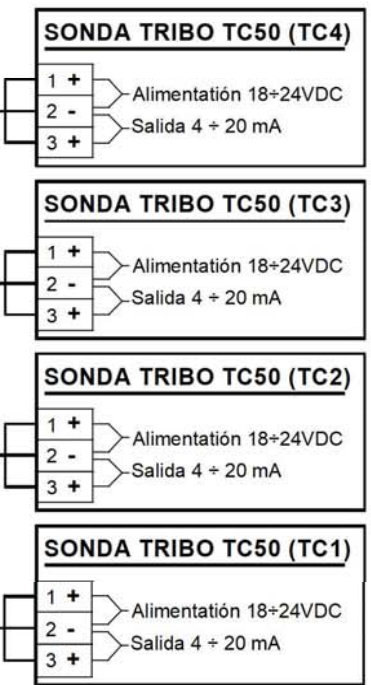 SONDA TRIBO TC50 (TC4)
1 +
Alimentatión 18÷24VDC
2 -
Salida 4 ÷ 20 mA
3 +
SONDA TRIBO TC50 (TC3)
1 +
Alimentatión 18÷24VDC
2 -
Salida 4 ÷ 20 mA
3 +
SONDA TRIBO TC50 (TC2)
1 +
Alimentatión 18÷24VDC
2 -
Salida 4 ÷ 20 mA
3 +
SONDA TRIBO TC50 (TC1)
1 +
Alimentatión 18÷24VDC
2 -
Salida 4 ÷ 20 mA
3 +